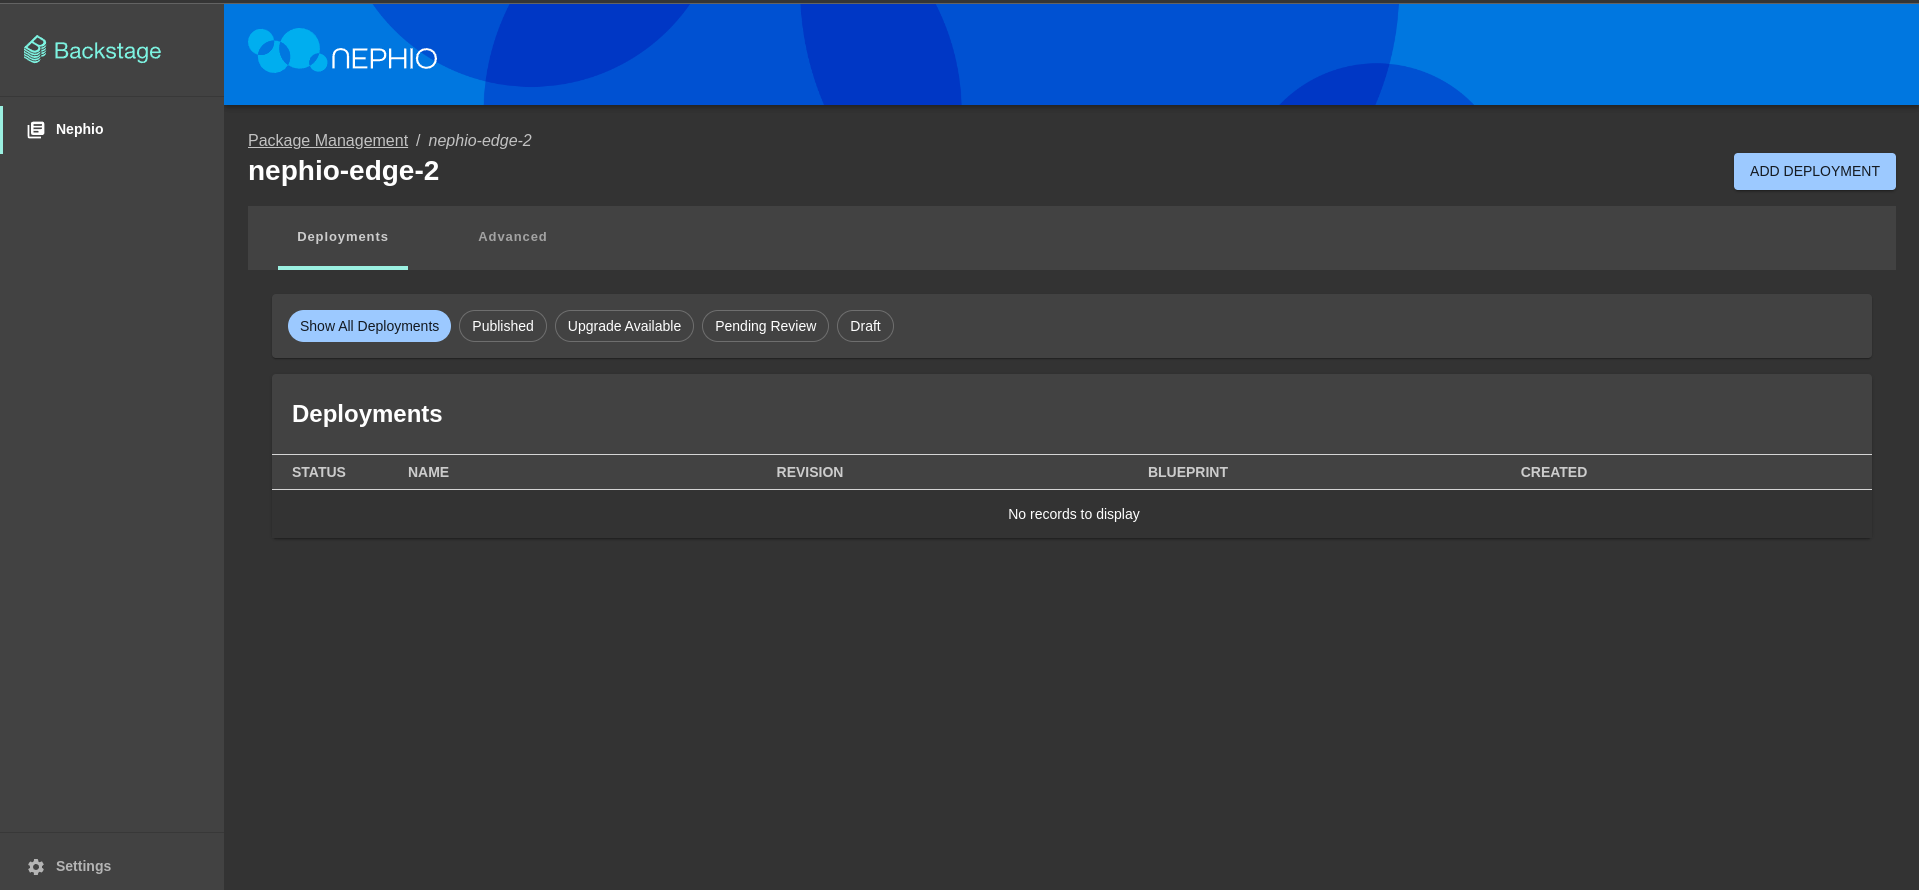 Backstage
NEPHIO
Nephio
Package Management / nephio-edge-2
nephio-edge-2
ADD DEPLOYMENT
Deployments Advanced
Show All Deployments Published Upgrade Available Pending Review Draft
Deployments
STATUS NAME REVISION BLUEPRINT CREATED
No records to display
Settings